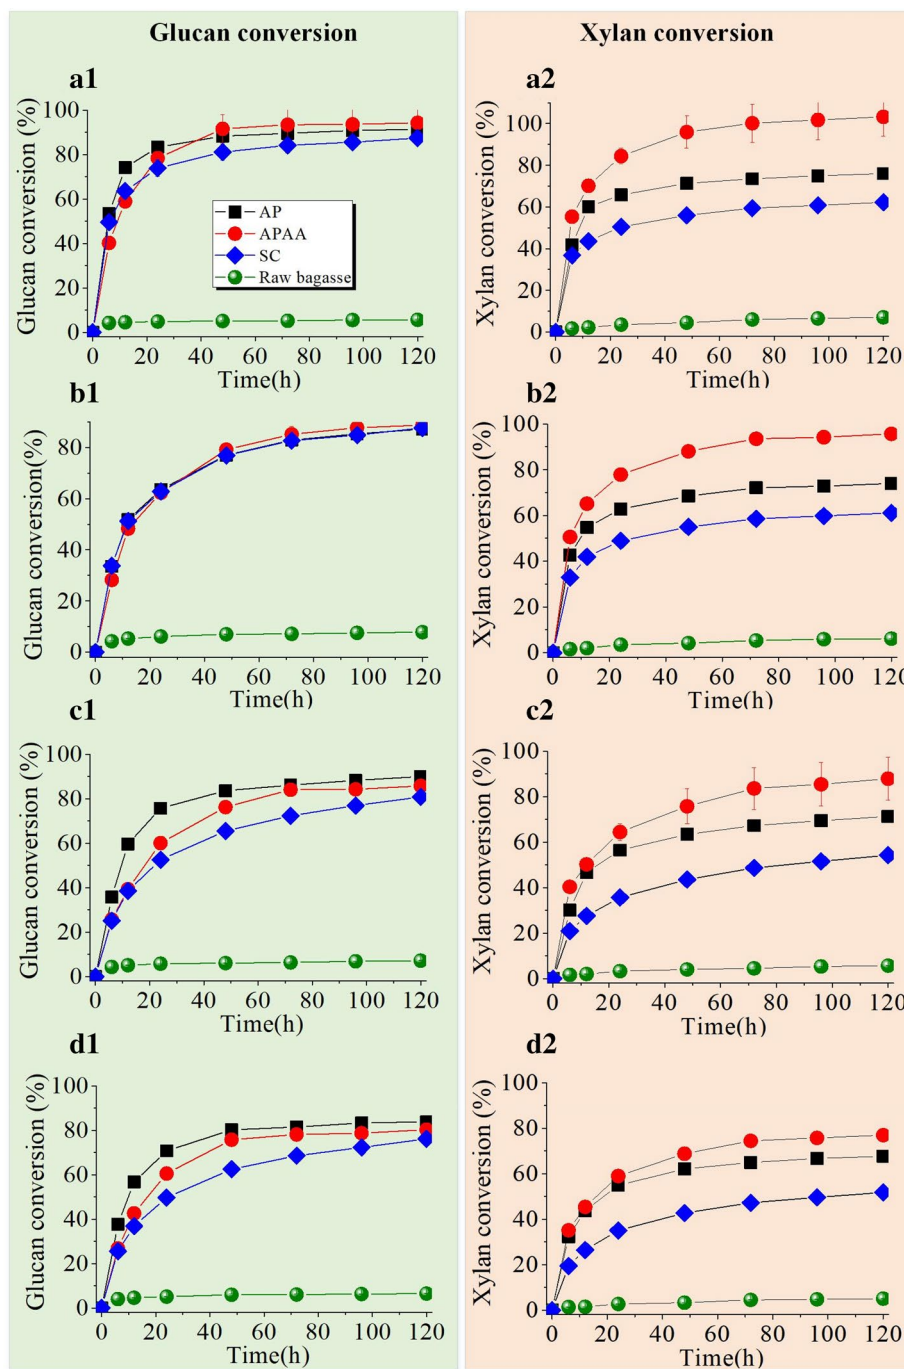 Glucan conversion
Xylan conversion
a1
a2
Glucan conversion (%)
100
80
60
40
20
0
AP
APAA
SC
Raw bagasse
0 20 40 60 80 100 120
Time(h)
Xylan conversion (%)
100
80
60
40
20
0
0 20 40 60 80 100 120
Time(h)
b1
b2
Glucan conversion(%)
80
60
40
20
0
0 20 40 60 80 100 120
Time(h)
Xylan conversion (%)
100
80
60
40
20
0
0 20 40 60 80 100 120
Time(h)
c1
c2
Glucan conversion (%)
100
80
60
40
20
0
0 20 40 60 80 100 120
Time(h)
Xylan conversion (%)
100
80
60
40
20
0
0 20 40 60 80 100 120
Time(h)
d1
d2
Glucan conversion (%)
100
80
60
40
20
0
0 20 40 60 80 100 120
Time(h)
Xylan conversion (%)
100
80
60
40
20
0
0 20 40 60 80 100 120
Time(h)